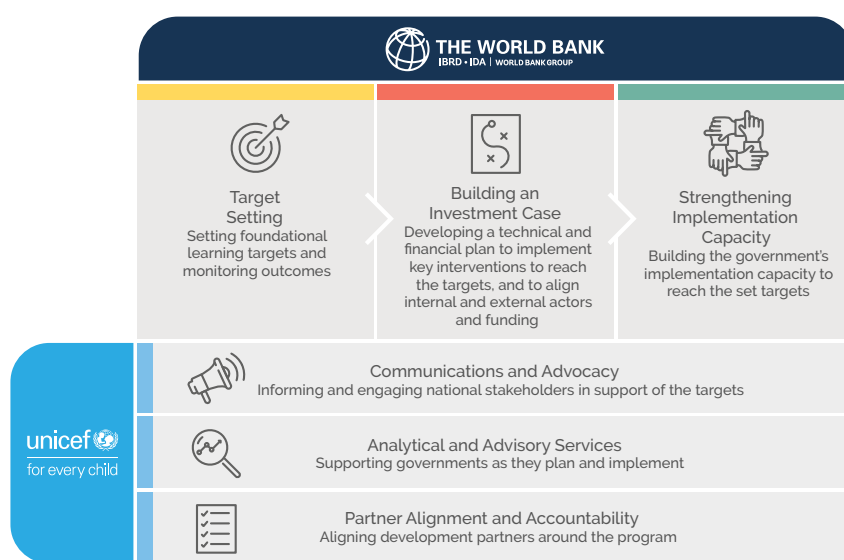 THE WORLD BANK
IBRD • IDA | WORLD BANK GROUP
Target
Setting
Setting foundational
learning targets and
monitoring outcomes
Building an
Investment Case
Developing a technical and
financial plan to implement
key interventions to reach
the targets, and to align
internal and external actors
and funding
Strengthening
Implementation
Capacity
Building the government's
implementation capacity to
reach the set targets
unicef
for every child
Communications and Advocacy
Informing and engaging national stakeholders in support of the targets
Analytical and Advisory Services
Supporting governments as they plan and implement
Partner Alignment and Accountability
Aligning development partners around the program